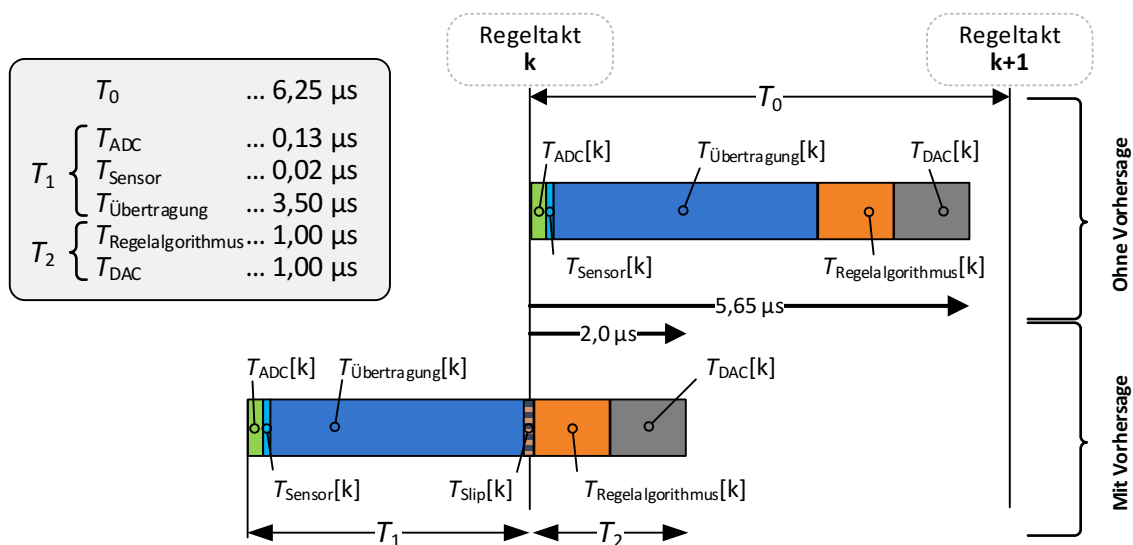 Regeltakt
k
Regeltakt
k+1
T0 ... 6,25 µs
T1
TADC ... 0,13 µs
TSensor ... 0,02 µs
TÜbertragung ... 3,50 µs
T2
TRegelalgorithmus ... 1,00 µs
TDAC ... 1,00 µs
T0
TADC[k]
TÜbertragung[k]
TDAC[k]
TSensor[k]
TRegelalgorithmus[k]
5,65 µs
Ohne Vorhersage
2,0 µs
TADC[k]
TÜbertragung[k]
TDAC[k]
TSensor[k]
TSlip[k]
TRegelalgorithmus[k]
T1
T2
Mit Vorhersage